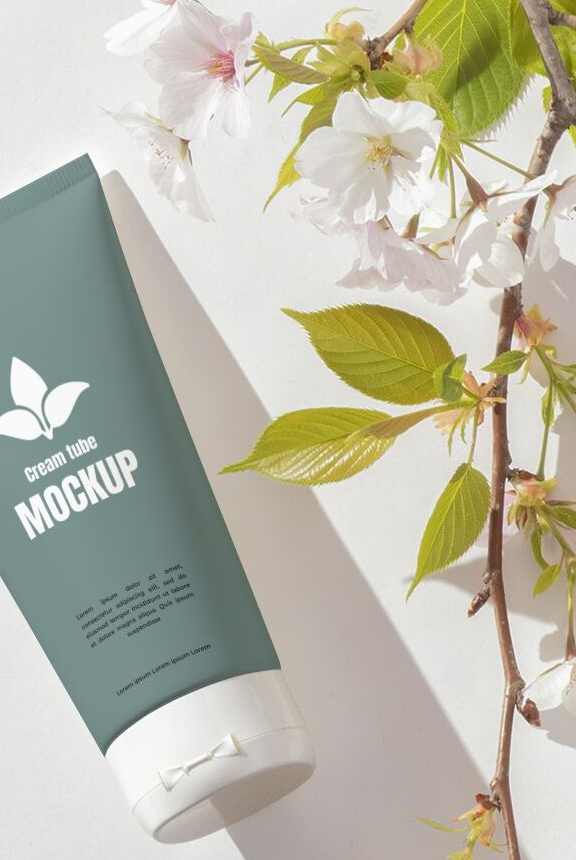 Cream tube
MOCKUP
Lorem ipsum dolor sit amet,
consectetur adipiscing elit, sed do
eiusmod tempor incididunt ut labore
et dolore magna aliqua. Quis ipsum
suspendisse
Lorem Ipsum Lorem Ipsum Lorem